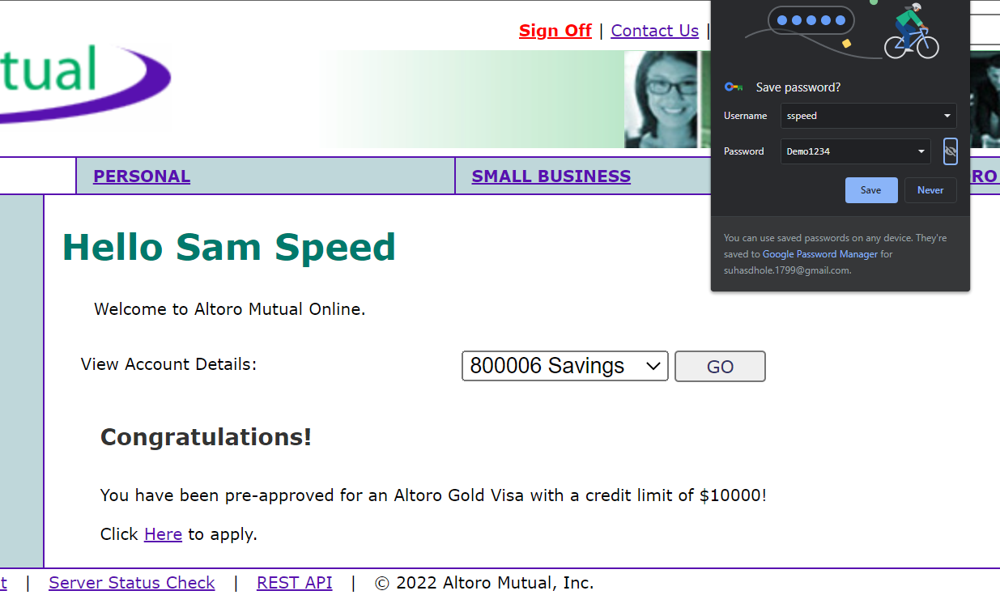 Sign Off | Contact Us |
tual
Save password?
Username sspeed
Password Demo1234
Save Never
You can use saved passwords on any device. They're
saved to Google Password Manager for
suhasdhole.1799@gmail.com.
PERSONAL
SMALL BUSINESS
RO
Hello Sam Speed
Welcome to Altoro Mutual Online.
View Account Details: 800006 Savings GO
Congratulations!
You have been pre-approved for an Altoro Gold Visa with a credit limit of $10000!
Click Here to apply.
t | Server Status Check | REST API | © 2022 Altoro Mutual, Inc.